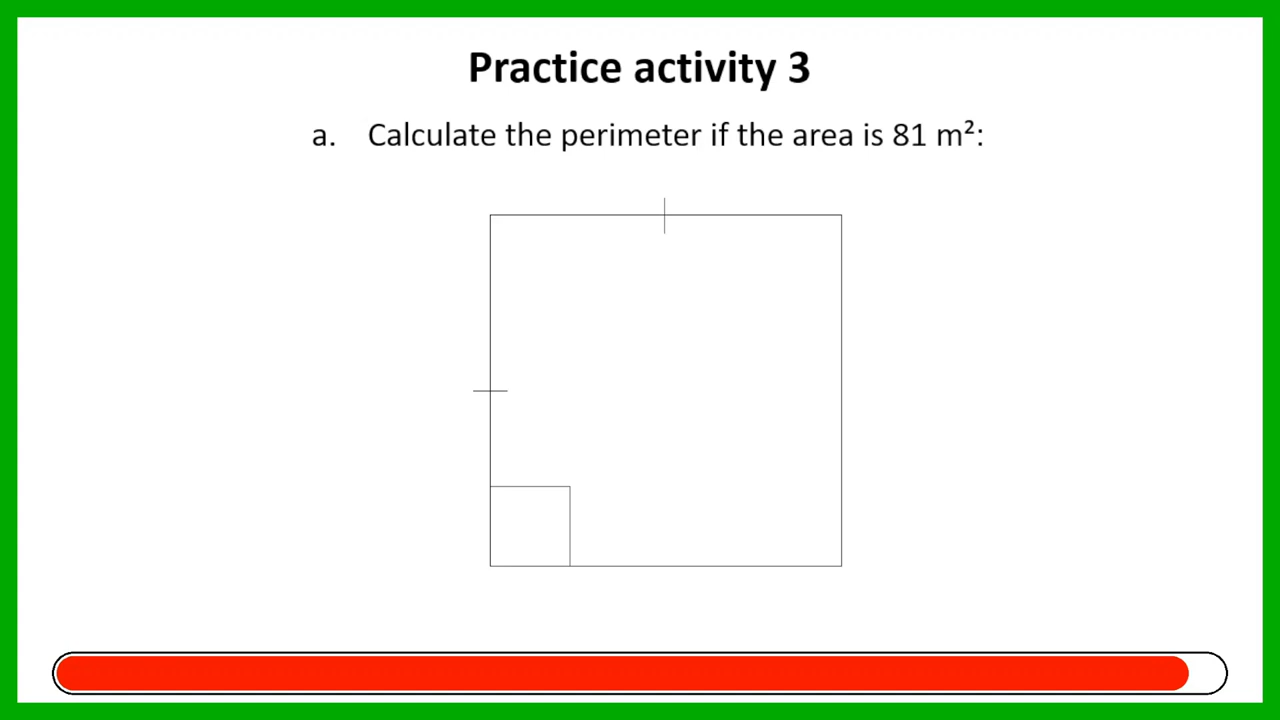 Practice activity 3
a. Calculate the perimeter if the area is 81 m²: